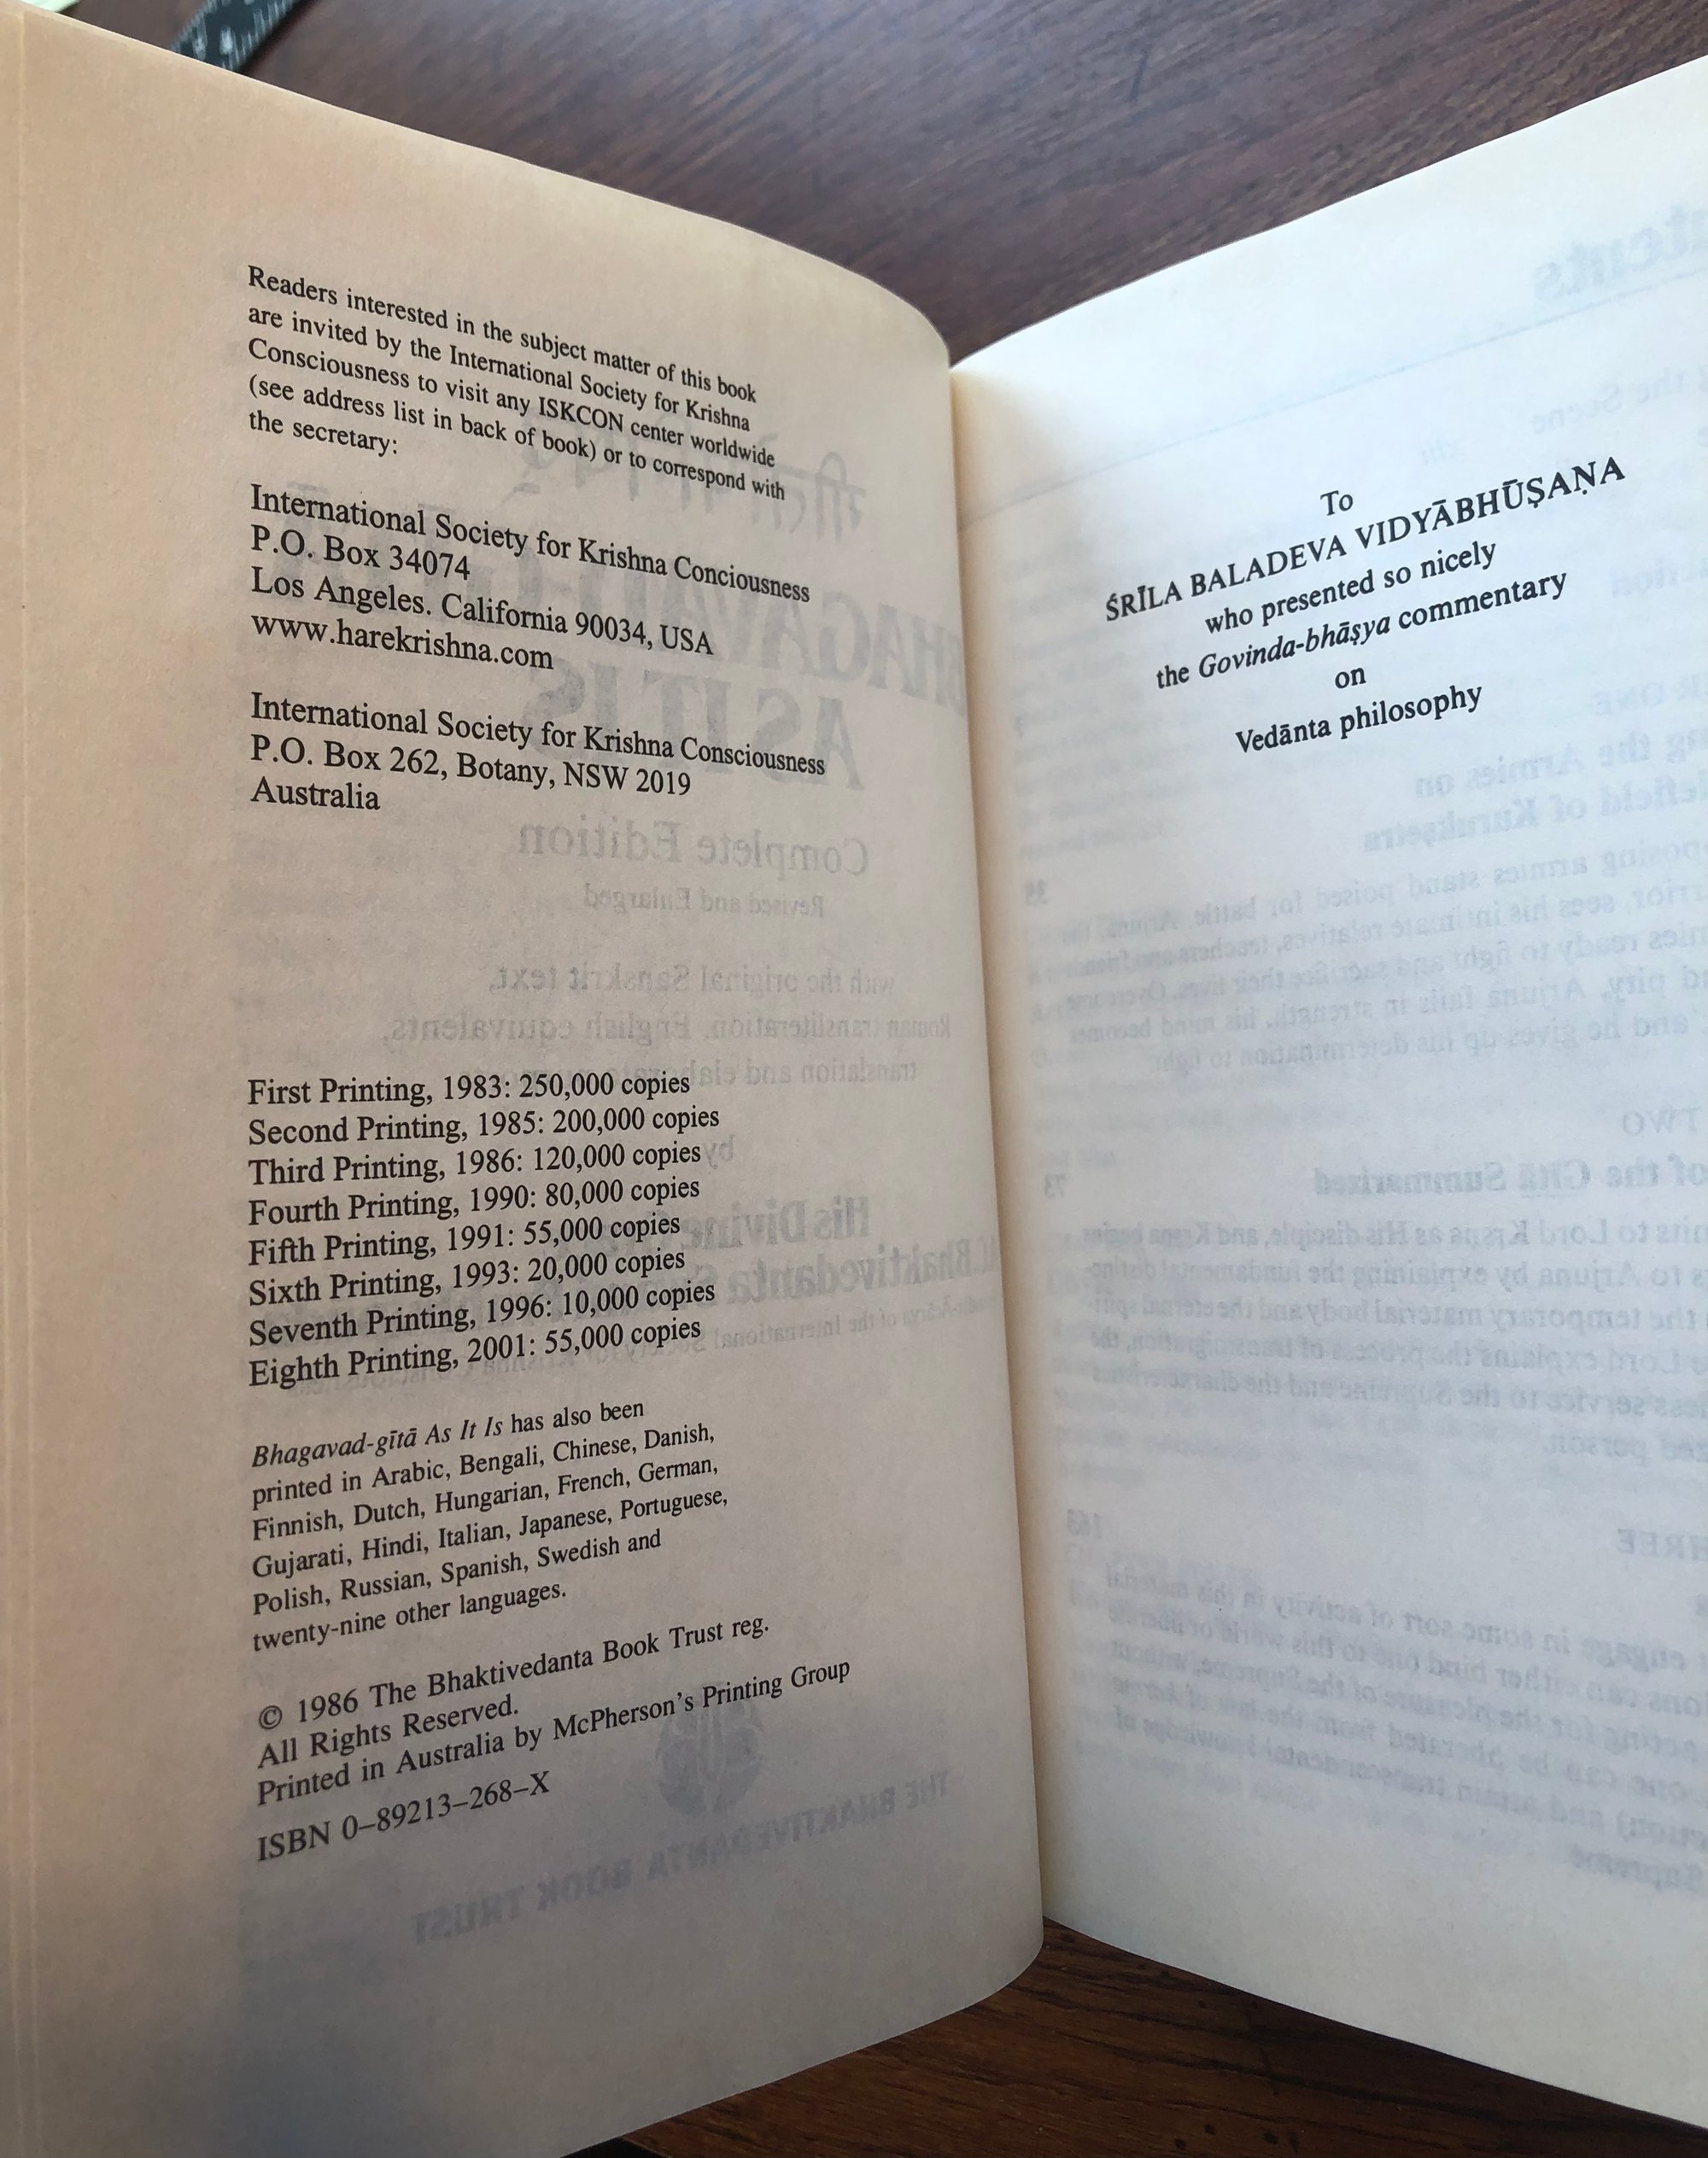 Readers interested in the subject matter of this book
are invited by the International Society for Krishna
Consciousness to visit any ISKCON center worldwide
(see address list in back of book) or to correspond with
the secretary:
International Society for Krishna Conciousness
P.O. Box 34074
Los Angeles. California 90034, USA
www.harekrishna.com
International Society for Krishna Consciousness
P.O. Box 262, Botany, NSW 2019
Australia
First Printing, 1983: 250,000 copies
Second Printing, 1985: 200,000 copies
Third Printing, 1986: 120,000 copies
Fourth Printing, 1990: 80,000 copies
Fifth Printing, 1991: 55,000 copies
Sixth Printing, 1993: 20,000 copies
Seventh Printing, 1996: 10,000 copies
Eighth Printing, 2001: 55,000 copies
Bhagavad-gītā As It Is has also been
printed in Arabic, Bengali, Chinese, Danish,
Finnish, Dutch, Hungarian, French, German,
Gujarati, Hindi, Italian, Japanese, Portuguese,
Polish, Russian, Spanish, Swedish and
twenty-nine other languages.
© 1986 The Bhaktivedanta Book Trust reg.
All Rights Reserved.
Printed in Australia by McPherson's Printing Group
ISBN 0–89213–268–X
To
ŚRĪLA BALADEVA VIDYĀBHŪṢAṆA
who presented so nicely
the Govinda-bhāṣya commentary
on
Vedānta philosophy